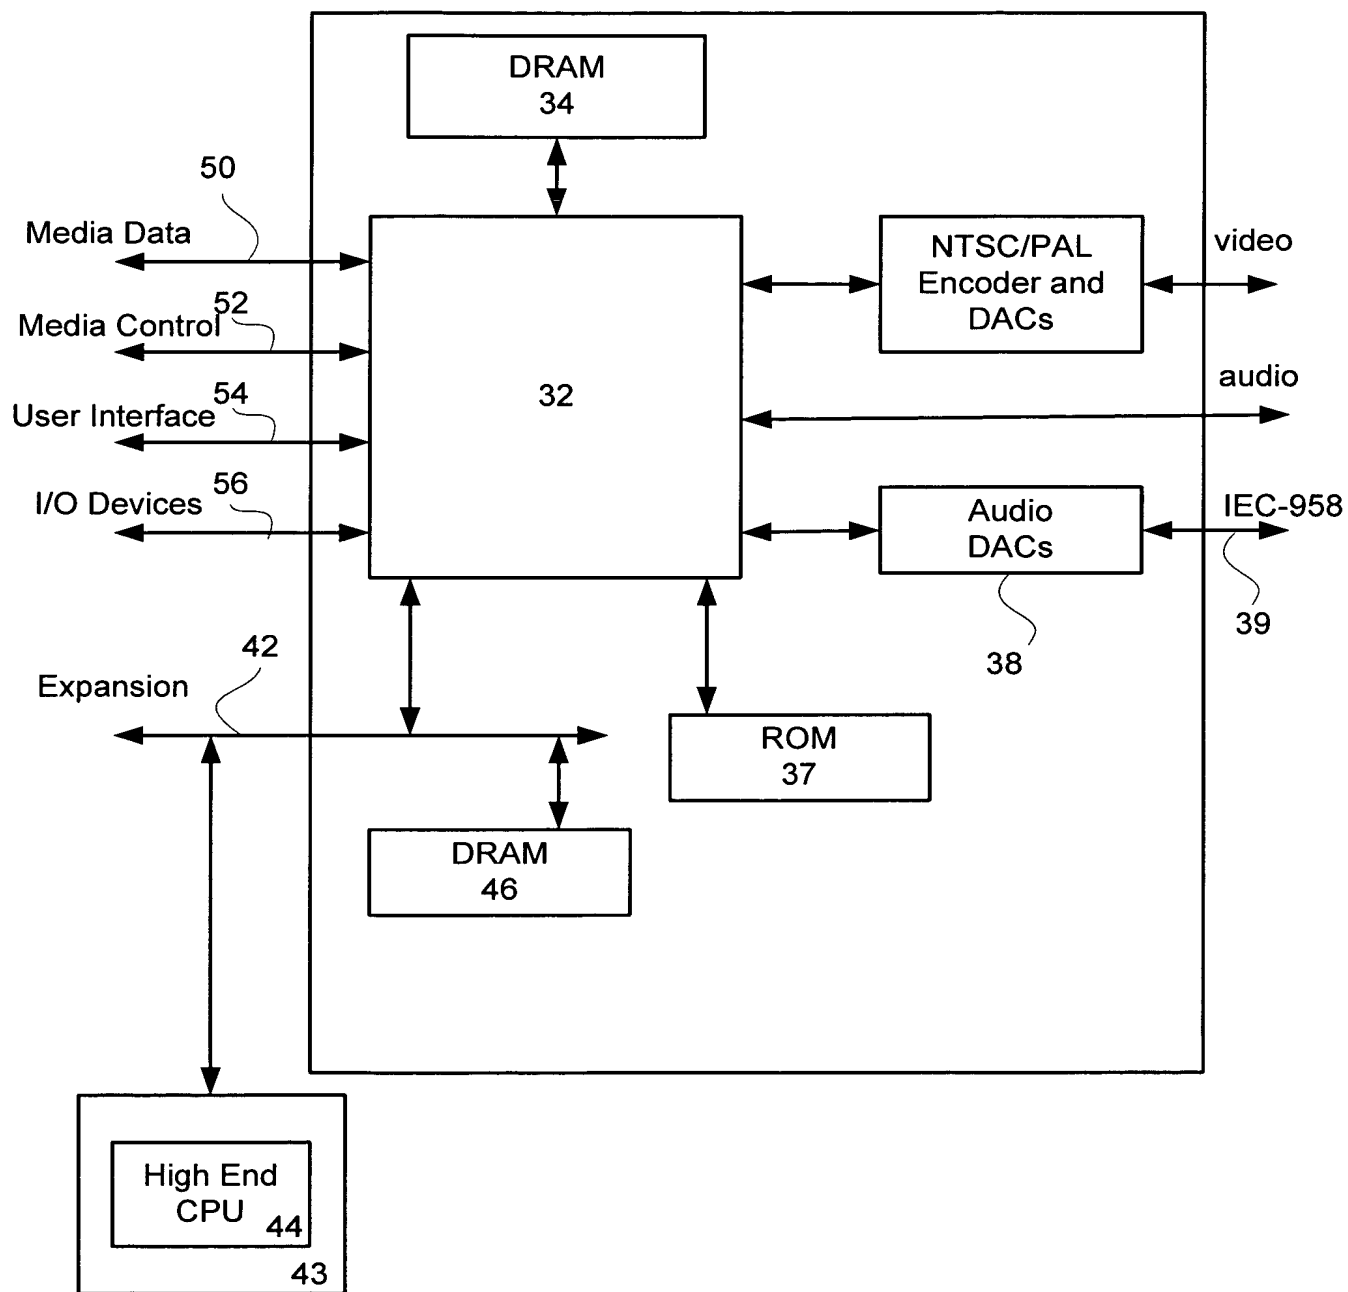 DRAM
34
50
Media Data
NTSC/PAL
Encoder and
DACs
video
52
Media Control
32
audio
54
User Interface
56
I/O Devices
Audio
DACs
IEC-958
39
38
42
Expansion
ROM
37
DRAM
46
High End
CPU
44
43